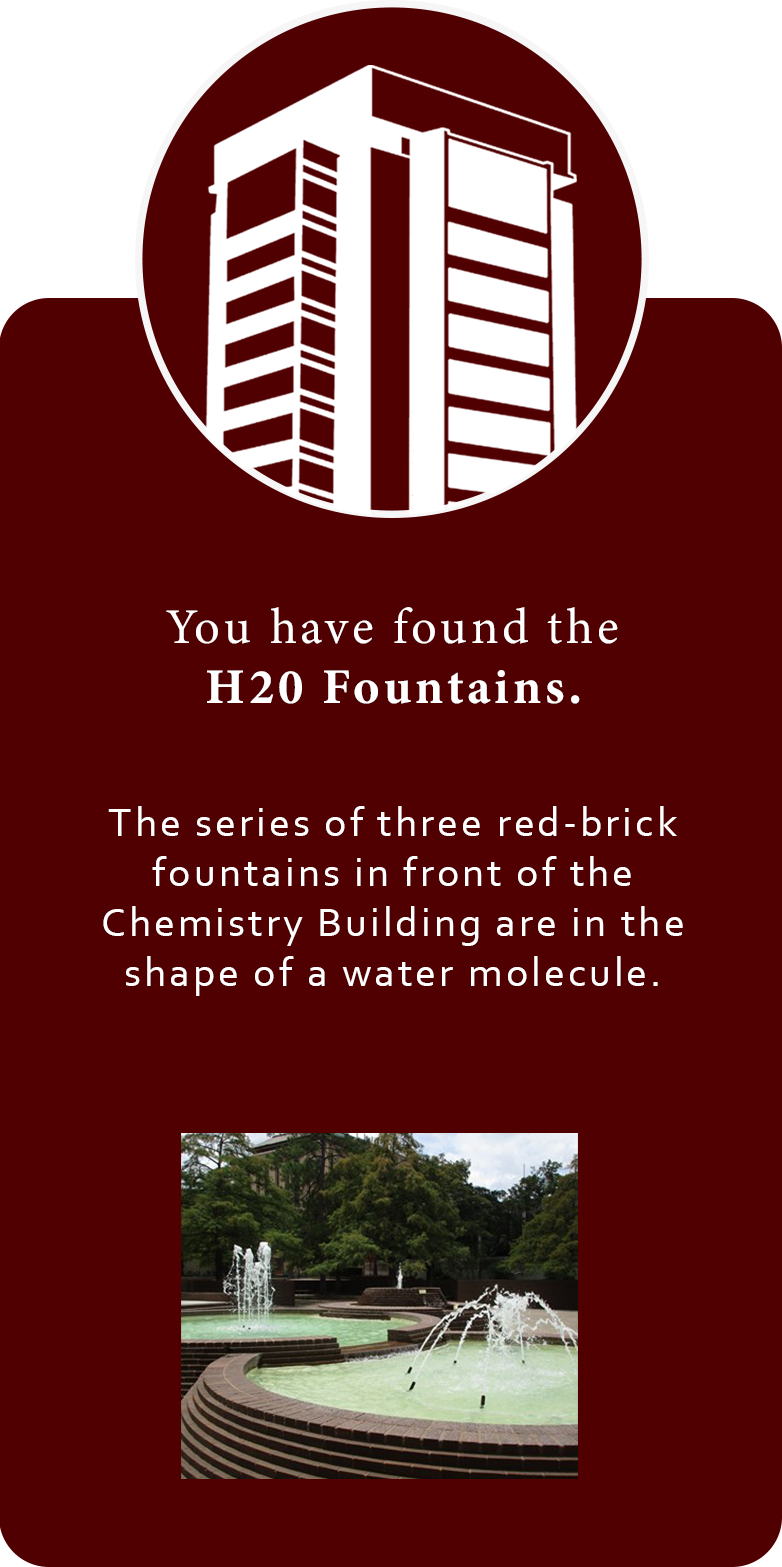 You have found the
H20 Fountains.
The series of three red-brick
fountains in front of the
Chemistry Building are in the
shape of a water molecule.